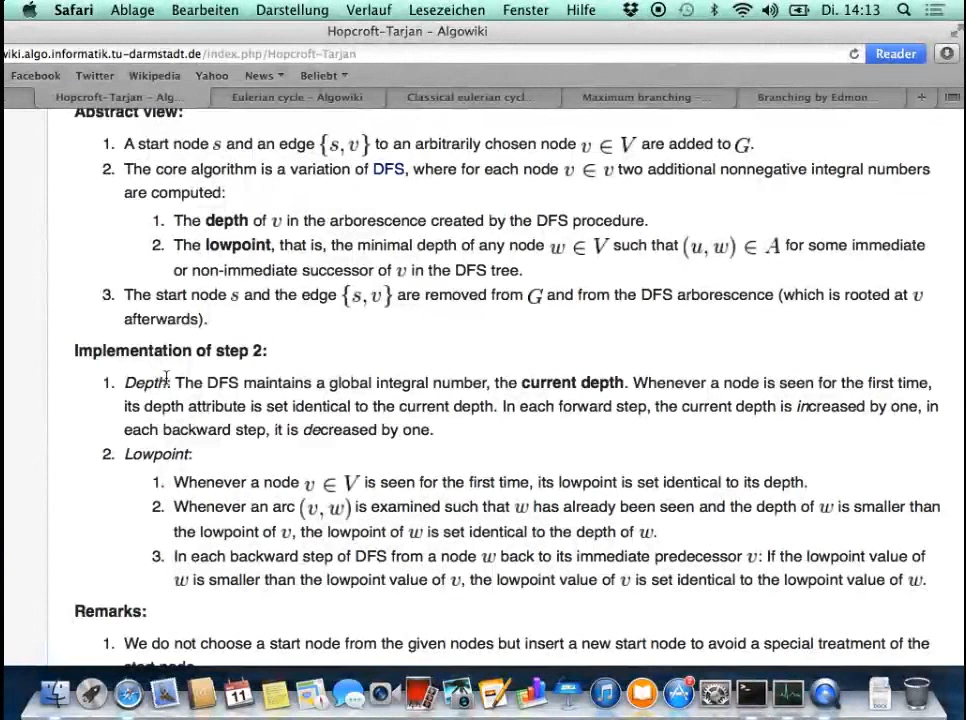 Safari Ablage Bearbeiten Darstellung Verlauf Lesezeichen Fenster Hilfe Di. 14:13
Hopcroft-Tarjan - Algowiki
viki.algo.informatik.tu-darmstadt.de/index.php/Hopcroft-Tarjan Reader
Facebook Twitter Wikipedia Yahoo News Beliebt
Hopcroft-Tarjan - Alg... Eulerian cycle - Algowiki Classical eulerian cycl... Maximum branching -... Branching by Edmon...
Abstract view:
1. A start node s and an edge {s, v} to an arbitrarily chosen node v ∈ V are added to G.
2. The core algorithm is a variation of DFS, where for each node v ∈ v two additional nonnegative integral numbers
are computed:
1. The depth of v in the arborescence created by the DFS procedure.
2. The lowpoint, that is, the minimal depth of any node w ∈ V such that (u, w) ∈ A for some immediate
or non-immediate successor of v in the DFS tree.
3. The start node s and the edge {s, v} are removed from G and from the DFS arborescence (which is rooted at v
afterwards).
Implementation of step 2:
1. Depth: The DFS maintains a global integral number, the current depth. Whenever a node is seen for the first time,
its depth attribute is set identical to the current depth. In each forward step, the current depth is increased by one, in
each backward step, it is decreased by one.
2. Lowpoint:
1. Whenever a node v ∈ V is seen for the first time, its lowpoint is set identical to its depth.
2. Whenever an arc (v, w) is examined such that w has already been seen and the depth of w is smaller than
the lowpoint of v, the lowpoint of w is set identical to the depth of w.
3. In each backward step of DFS from a node w back to its immediate predecessor v: If the lowpoint value of
w is smaller than the lowpoint value of v, the lowpoint value of v is set identical to the lowpoint value of w.
Remarks:
1. We do not choose a start node from the given nodes but insert a new start node to avoid a special treatment of the
start node.
11